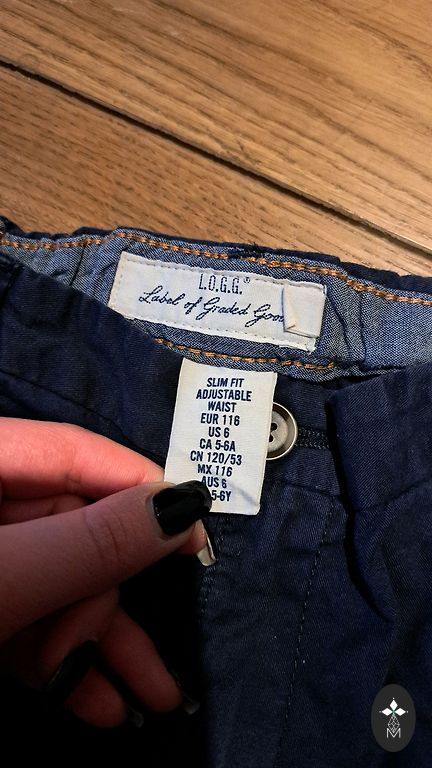 L.O.G.G.®
Label of Graded Goo
SLIM FIT
ADJUSTABLE
WAIST
EUR 116
US 6
CA 5-6A
CN 120/53
MX 116
AUS 6
5-6Y
M